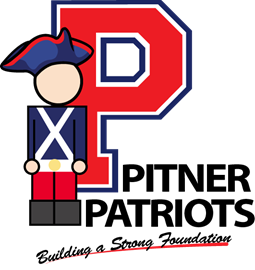 P
PITNER
PATRIOTS
Building a Strong Foundation